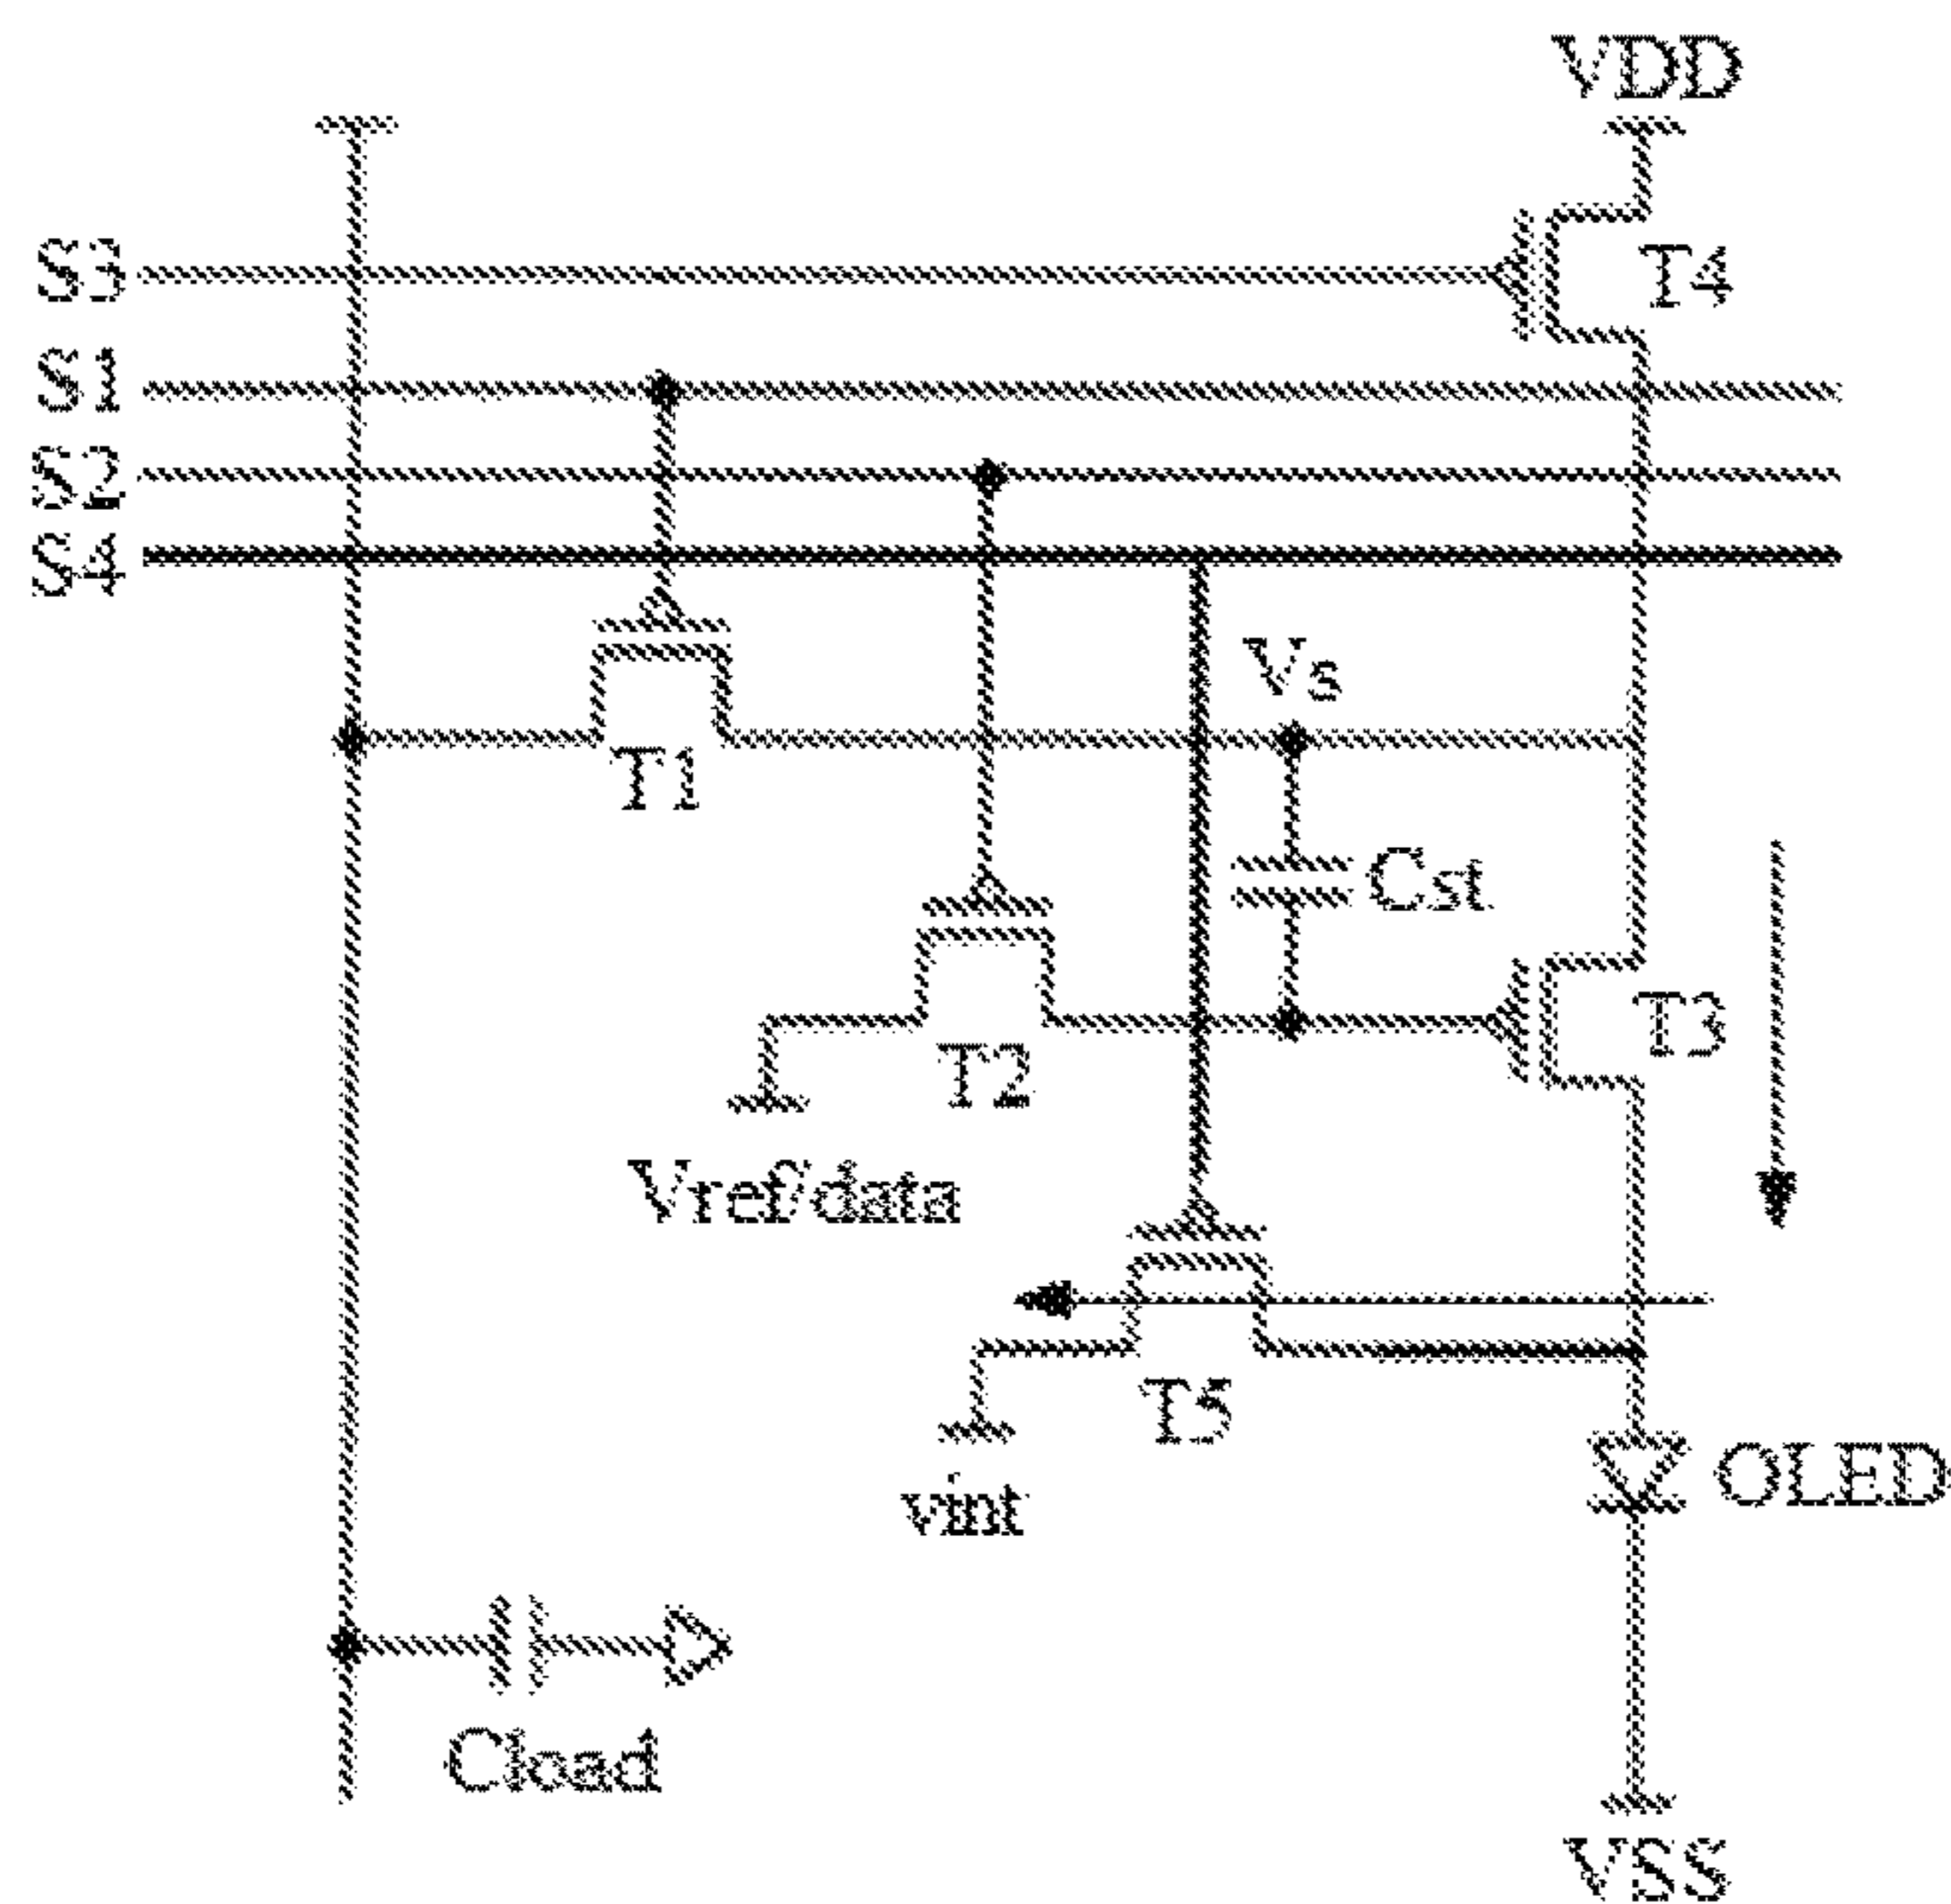 VDD
S3
T4
S1
S2
S4
Vs
T1
Cst
T3
T2
Vref/data
T5
OLED
vint
Cload
VSS